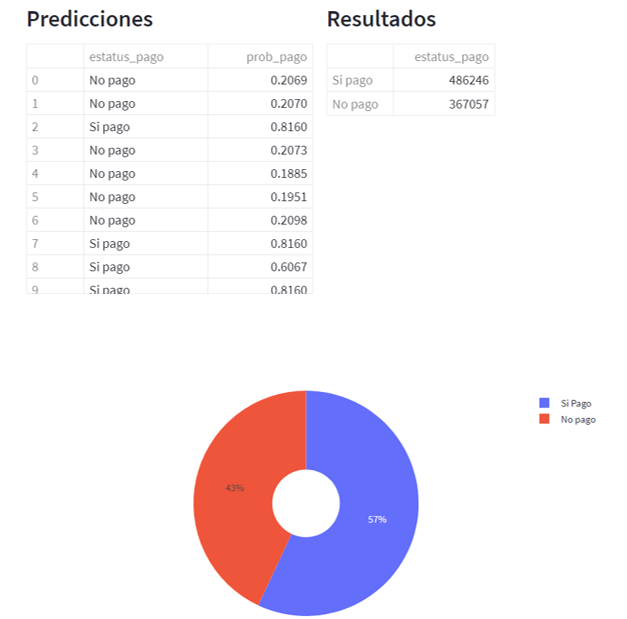 Predicciones
estatus_pago prob_pago
0 No pago 0.2069
1 No pago 0.2070
2 Si pago 0.8160
3 No pago 0.2073
4 No pago 0.1885
5 No pago 0.1951
6 No pago 0.2098
7 Si pago 0.8160
8 Si pago 0.6067
9 Si pago 0.8160
Resultados
estatus_pago
Si pago 486246
No pago 367057
Si Pago
No pago
43%
57%